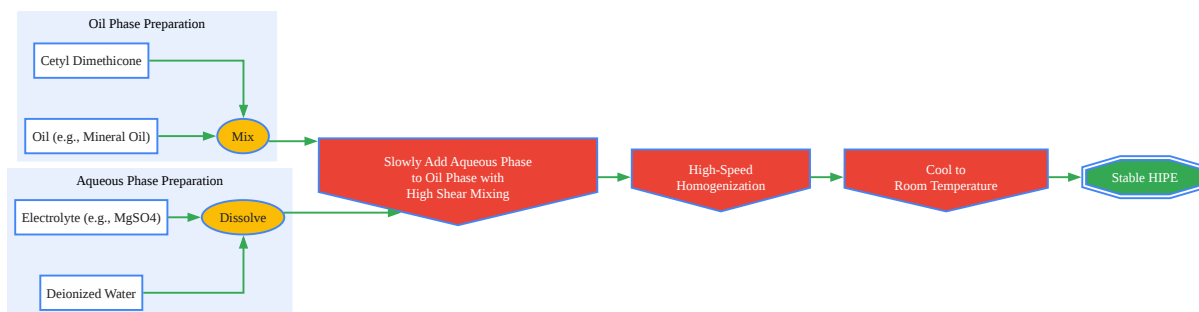 Oil Phase Preparation
Cetyl Dimethicone
Oil (e.g., Mineral Oil)
Mix
Aqueous Phase Preparation
Electrolyte (e.g., MgSO4)
Dissolve
Deionized Water
Slowly Add Aqueous Phase
to Oil Phase with
High Shear Mixing
High-Speed
Homogenization
Cool to
Room Temperature
Stable HIPE